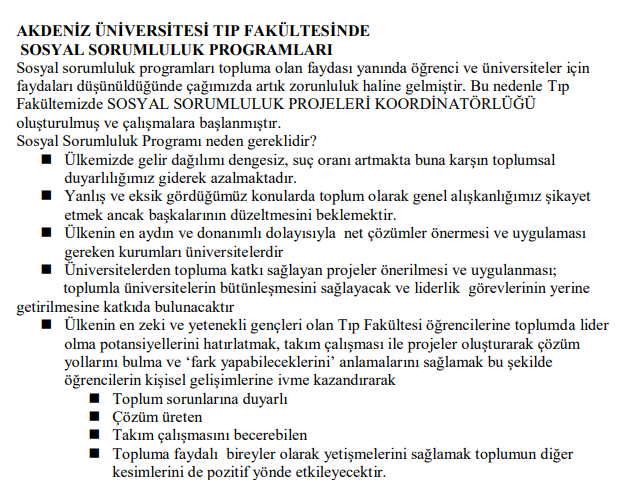 AKDENİZ ÜNİVERSİTESİ TIP FAKÜLTESİNDE
SOSYAL SORUMLULUK PROGRAMLARI
Sosyal sorumluluk programları topluma olan faydası yanında öğrenci ve üniversiteler için
faydaları düşünüldüğünde çağımızda artık zorunluluk haline gelmiştir. Bu nedenle Tıp
Fakültemizde SOSYAL SORUMLULUK PROJELERİ KOORDİNATÖRLÜĞÜ
oluşturulmuş ve çalışmalara başlanmıştır.
Sosyal Sorumluluk Programı neden gereklidir?
■ Ülkemizde gelir dağılımı dengesiz, suç oranı artmakta buna karşın toplumsal
duyarlılığımız giderek azalmaktadır.
■ Yanlış ve eksik gördüğümüz konularda toplum olarak genel alışkanlığımız şikayet
etmek ancak başkalarının düzeltmesini beklemektir.
■ Ülkenin en aydın ve donanımlı dolayısıyla net çözümler önermesi ve uygulaması
gereken kurumları üniversitelerdir
■ Üniversitelerden topluma katkı sağlayan projeler önerilmesi ve uygulanması;
toplumla üniversitelerin bütünleşmesini sağlayacak ve liderlik görevlerinin yerine
getirilmesine katkıda bulunacaktır
■ Ülkenin en zeki ve yetenekli gençleri olan Tıp Fakültesi öğrencilerine toplumda lider
olma potansiyellerini hatırlatmak, takım çalışması ile projeler oluşturarak çözüm
yollarını bulma ve ‘fark yapabileceklerini’ anlamalarını sağlamak bu şekilde
öğrencilerin kişisel gelişimlerine ivme kazandırarak
■ Toplum sorunlarına duyarlı
■ Çözüm üreten
■ Takım çalışmasını becerebilen
■ Topluma faydalı bireyler olarak yetişmelerini sağlamak toplumun diğer
kesimlerini de pozitif yönde etkileyecektir.